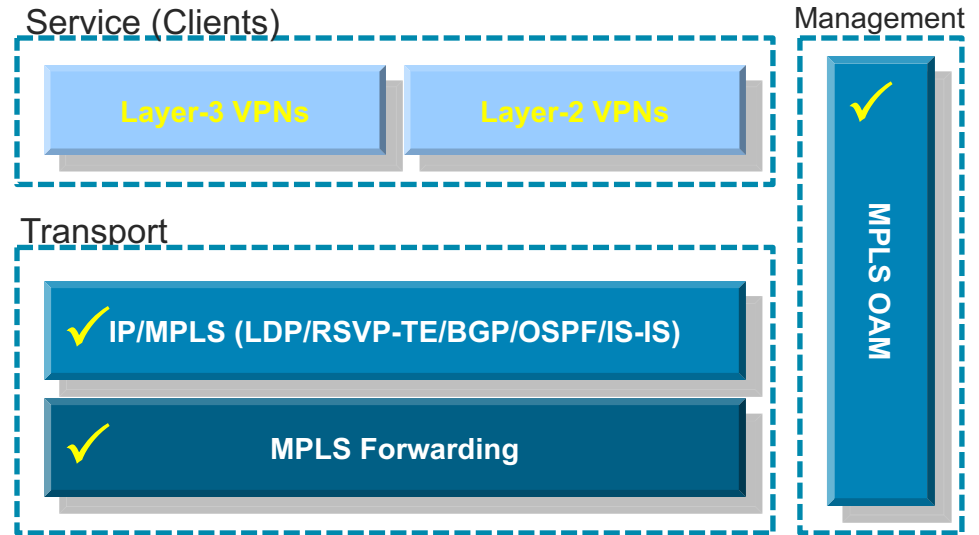 Service (Clients)
Management
Layer-3 VPNs
Layer-2 VPNs
MPLS OAM
Transport
IP/MPLS (LDP/RSVP-TE/BGP/OSPF/IS-IS)
MPLS Forwarding